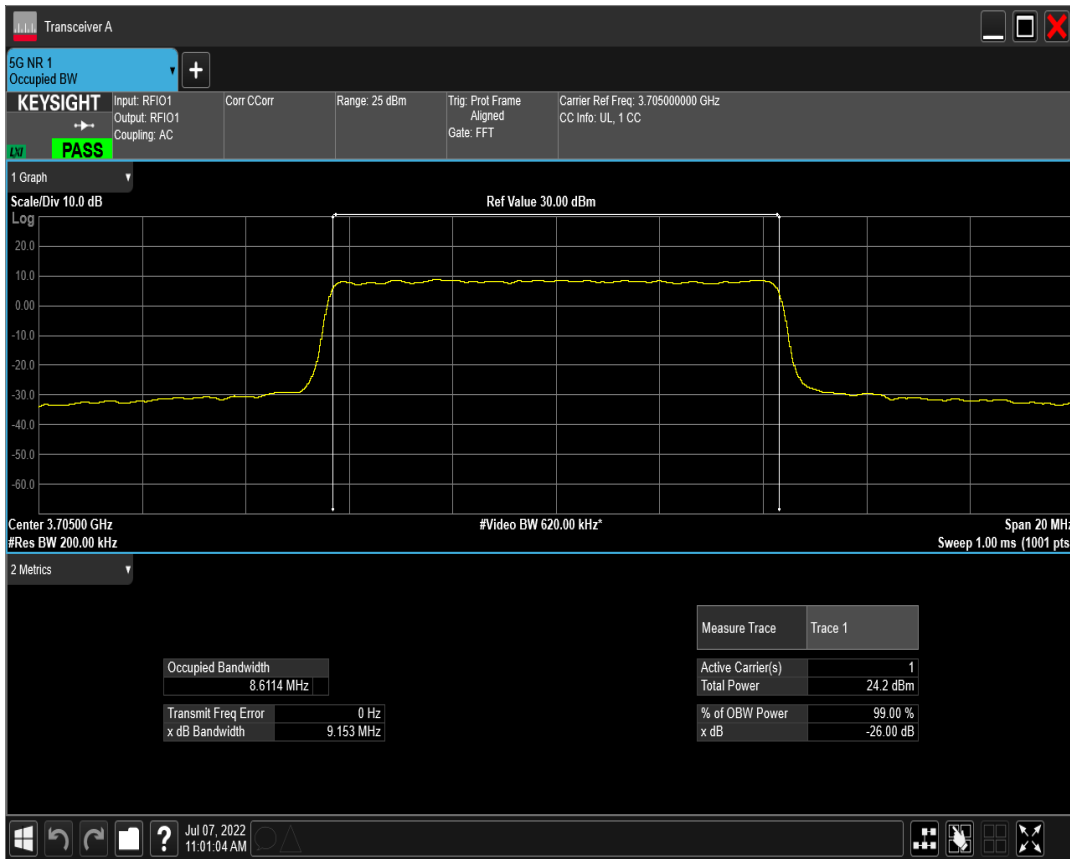 Transceiver A
5G NR 1
Occupied BW
+
KEYSIGHT
LXI
PASS
Input: RFIO1
Output: RFIO1
Coupling: AC
Corr CCorr
Range: 25 dBm
Trig: Prot Frame
Aligned
Gate: FFT
Carrier Ref Freq: 3.705000000 GHz
CC Info: UL, 1 CC
1 Graph
Scale/Div 10.0 dB
Ref Value 30.00 dBm
Log
20.0
10.0
0.00
-10.0
-20.0
-30.0
-40.0
-50.0
-60.0
Center 3.70500 GHz
#Video BW 620.00 kHz*
Span 20 MHz
#Res BW 200.00 kHz
Sweep 1.00 ms (1001 pts
2 Metrics
Measure Trace Trace 1
Occupied Bandwidth
8.6114 MHz
Active Carrier(s) 1
Total Power 24.2 dBm
Transmit Freq Error 0 Hz
x dB Bandwidth 9.153 MHz
% of OBW Power 99.00 %
x dB -26.00 dB
?
Jul 07, 2022
11:01:04 AM